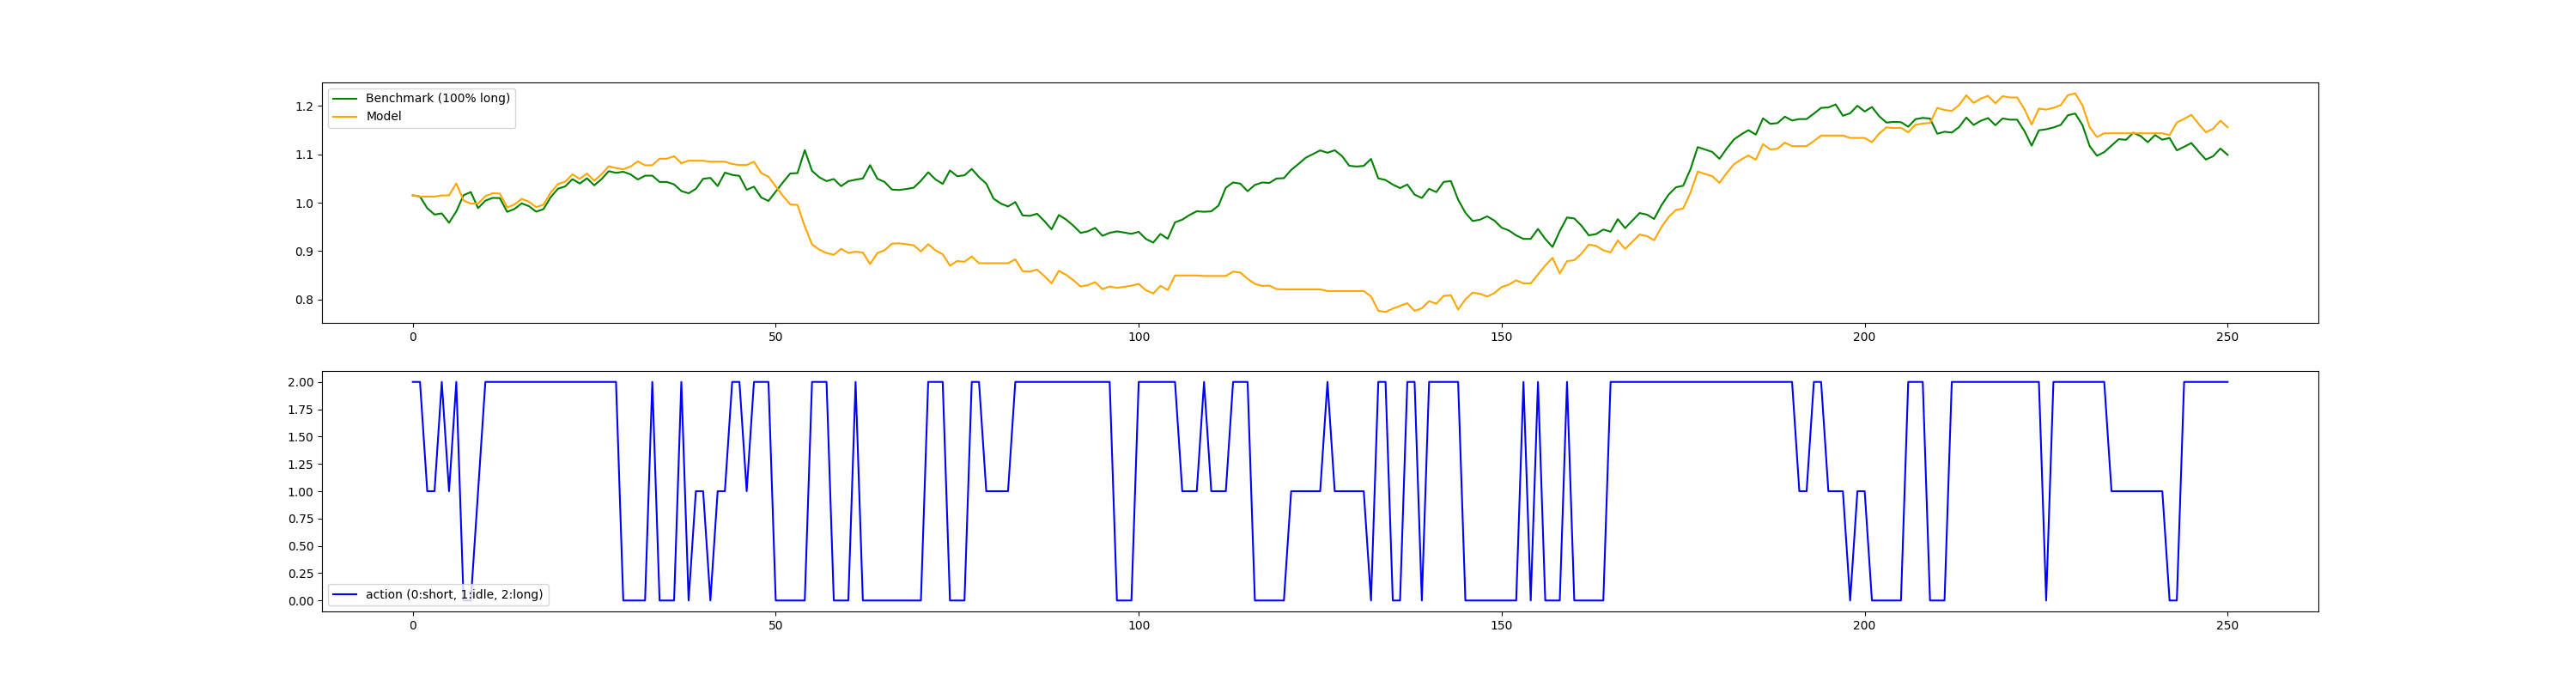 1.2
1.1
1.0
0.9
0.8
Benchmark (100% long)
Model
0 50 100 150 200 250
2.00
1.75
1.50
1.25
1.00
0.75
0.50
0.25
0.00
action (0:short, 1:idle, 2:long)
0 50 100 150 200 250